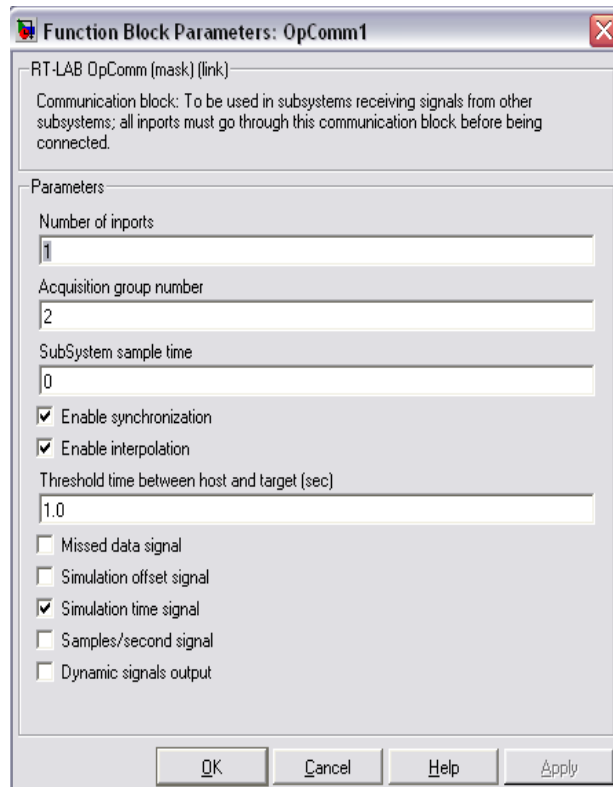 Function Block Parameters: OpComm1
RT-LAB OpComm (mask) (link)
Communication block: To be used in subsystems receiving signals from other
subsystems; all inports must go through this communication block before being
connected.
Parameters
Number of inports
1
Acquisition group number
2
SubSystem sample time
0
Enable synchronization
Enable interpolation
Threshold time between host and target (sec)
1.0
Missed data signal
Simulation offset signal
Simulation time signal
Samples/second signal
Dynamic signals output
OK Cancel Help Apply